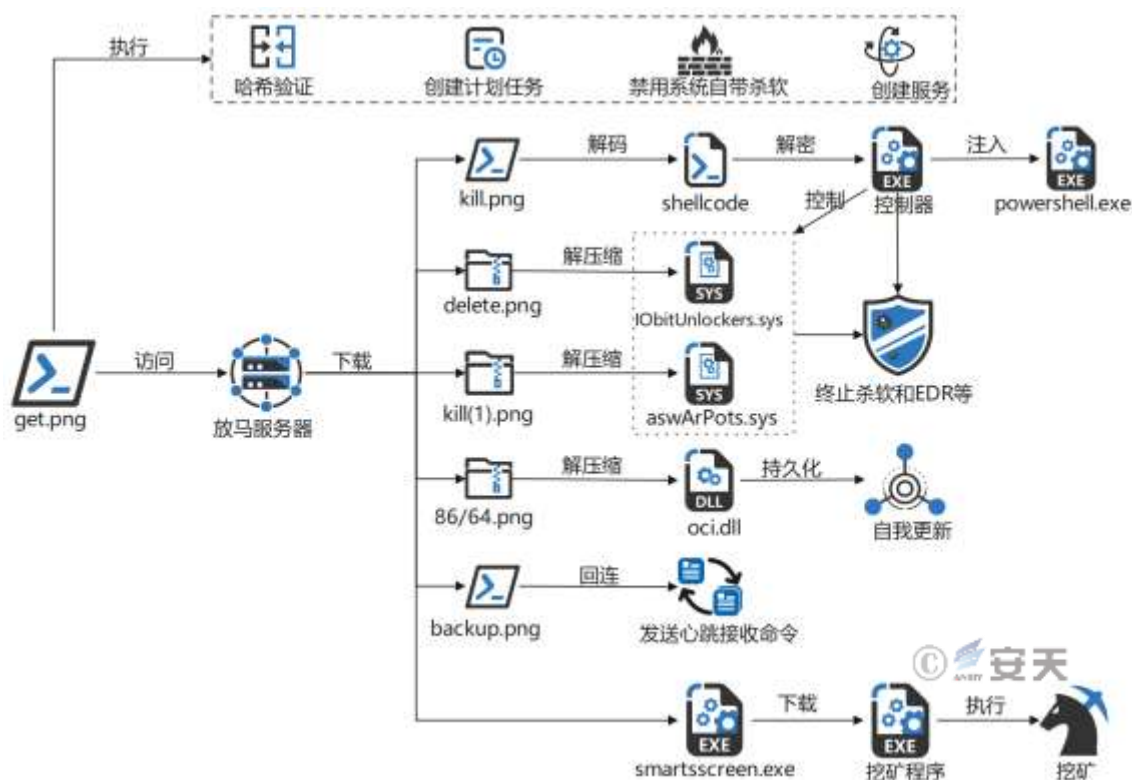 执行
哈希验证
创建计划任务
禁用系统自带杀软
创建服务
解码
解密
注入
kill.png
shellcode
EXE
控制器
EXE
powershell.exe
控制
解压缩
delete.png
SYS
IObitUnlockers.sys
访问
下载
解压缩
get.png
放马服务器
kill(1).png
SYS
aswArPots.sys
终止杀软和EDR等
解压缩
持久化
86/64.png
DLL
oci.dll
自我更新
回连
backup.png
发送心跳接收命令
© 安天
ANTIY
下载
执行
EXE
smartsscreen.exe
EXE
挖矿程序
挖矿